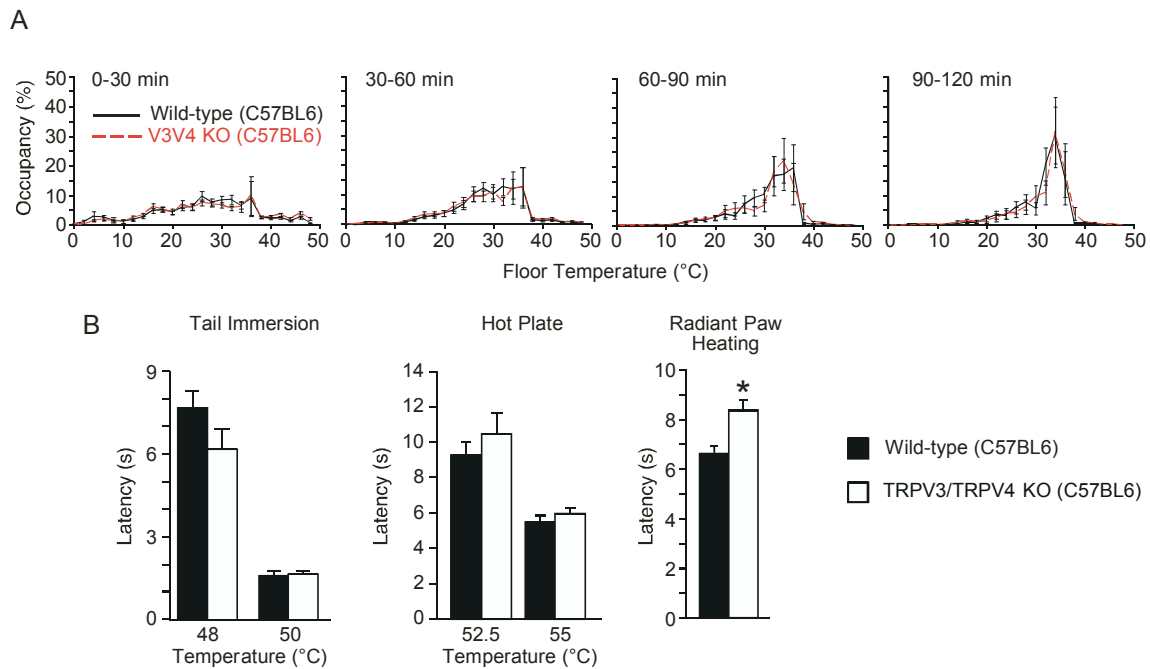 A
0-30 min
30-60 min
60-90 min
90-120 min
Wild-type (C57BL6)
V3V4 KO (C57BL6)
Occupancy (%)
50
40
30
20
10
0
0 10 20 30 40 50
0 10 20 30 40 50
0 10 20 30 40 50
0 10 20 30 40 50
Floor Temperature (°C)
B
Tail Immersion
Latency (s)
9
6
3
0
48 50
Temperature (°C)
Hot Plate
Latency (s)
14
12
10
8
6
4
2
0
52.5 55
Temperature (°C)
Radiant Paw
Heating
Latency (s)
10
8
6
4
2
0
*
Wild-type (C57BL6)
TRPV3/TRPV4 KO (C57BL6)